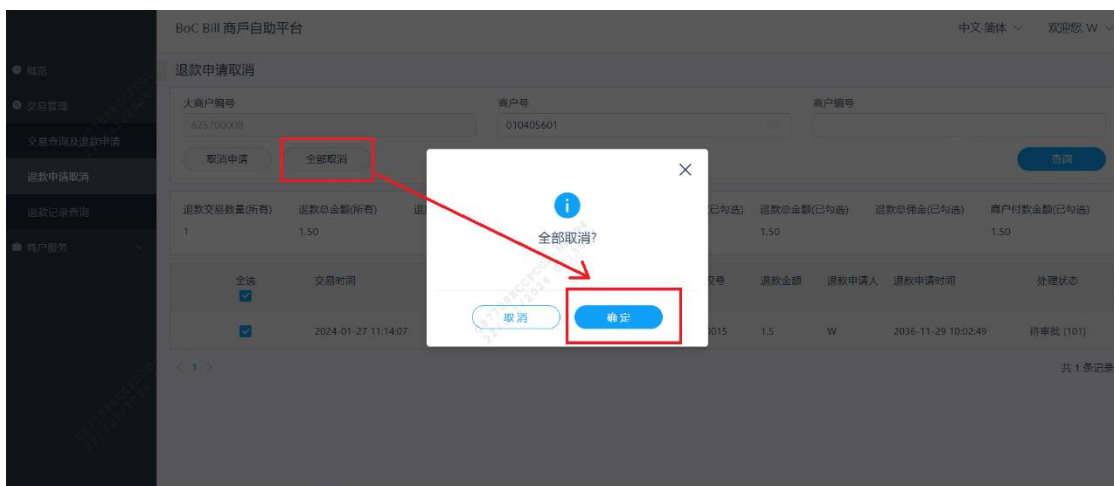 BoC Bill 商戶自助平台
中文-简体
欢迎您, W
概览
交易管理
交易查询及退款申请
退款申请取消
退款记录查询
商户服务
退款申请取消
大商户编号
商户号
商户编号
625700008
010405601
取消申请
全部取消
查询
退款交易数量(所有)
退款总金额(所有)
退款总金额(已勾选)
退款总佣金(已勾选)
商户付款金额(已勾选)
1
1.50
1.50
1.50
全部取消?
取消
确定
全选
交易时间
退款金额
退款申请人
退款申请时间
处理状态
2024-01-27 11:14:07
0015
1.5
W
2036-11-29 10:02:49
待审批 (101)
< 1 >
共 1 条记录